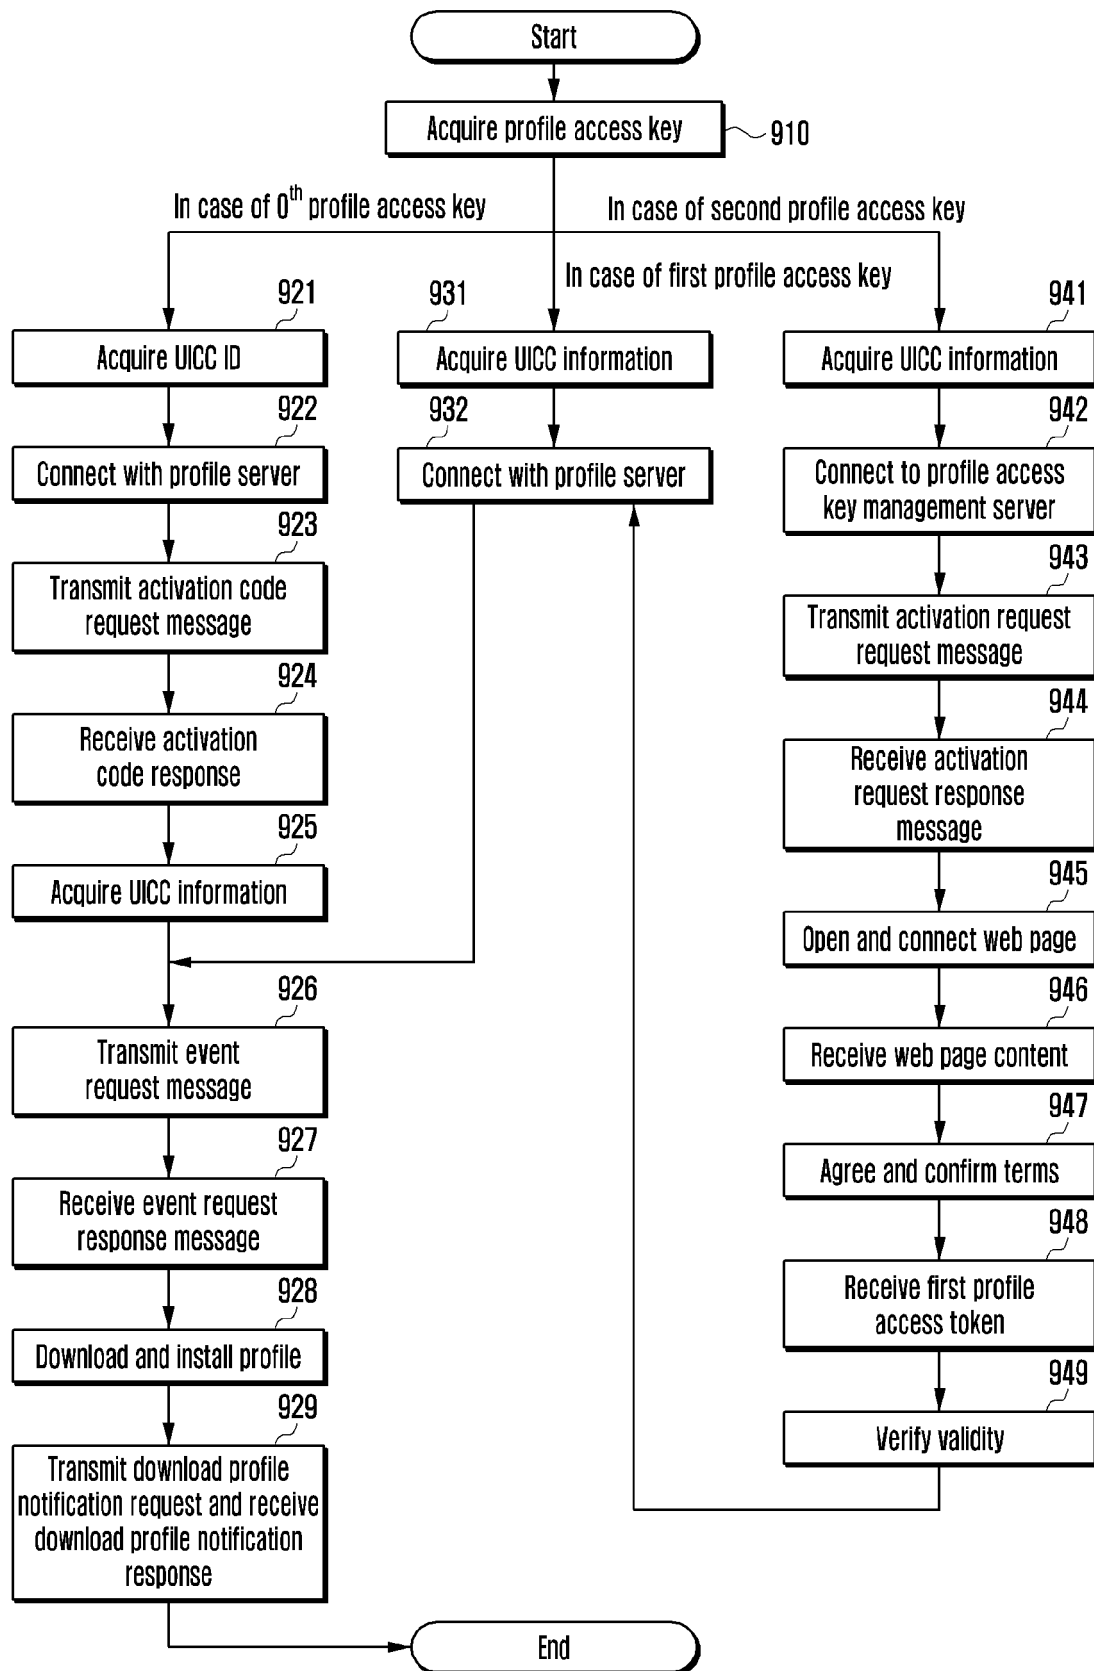 Start
Acquire profile access key
910
In case of 0th profile access key
In case of second profile access key
In case of first profile access key
921
Acquire UICC ID
922
Connect with profile server
923
Transmit activation code
request message
924
Receive activation
code response
925
Acquire UICC information
926
Transmit event
request message
927
Receive event request
response message
928
Download and install profile
929
Transmit download profile
notification request and receive
download profile notification
response
931
Acquire UICC information
932
Connect with profile server
941
Acquire UICC information
942
Connect to profile access
key management server
943
Transmit activation request
request message
944
Receive activation
request response
message
945
Open and connect web page
946
Receive web page content
947
Agree and confirm terms
948
Receive first profile
access token
949
Verify validity
End